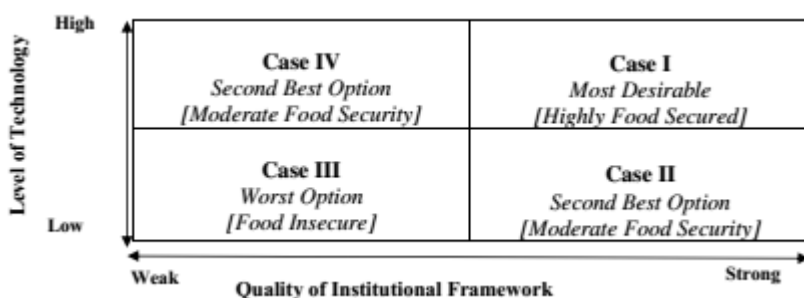 High
Case IV
Second Best Option
[Moderate Food Security]
Case I
Most Desirable
[Highly Food Secured]
Level of Technology
Case III
Worst Option
[Food Insecure]
Case II
Second Best Option
[Moderate Food Security]
Low
Weak
Strong
Quality of Institutional Framework